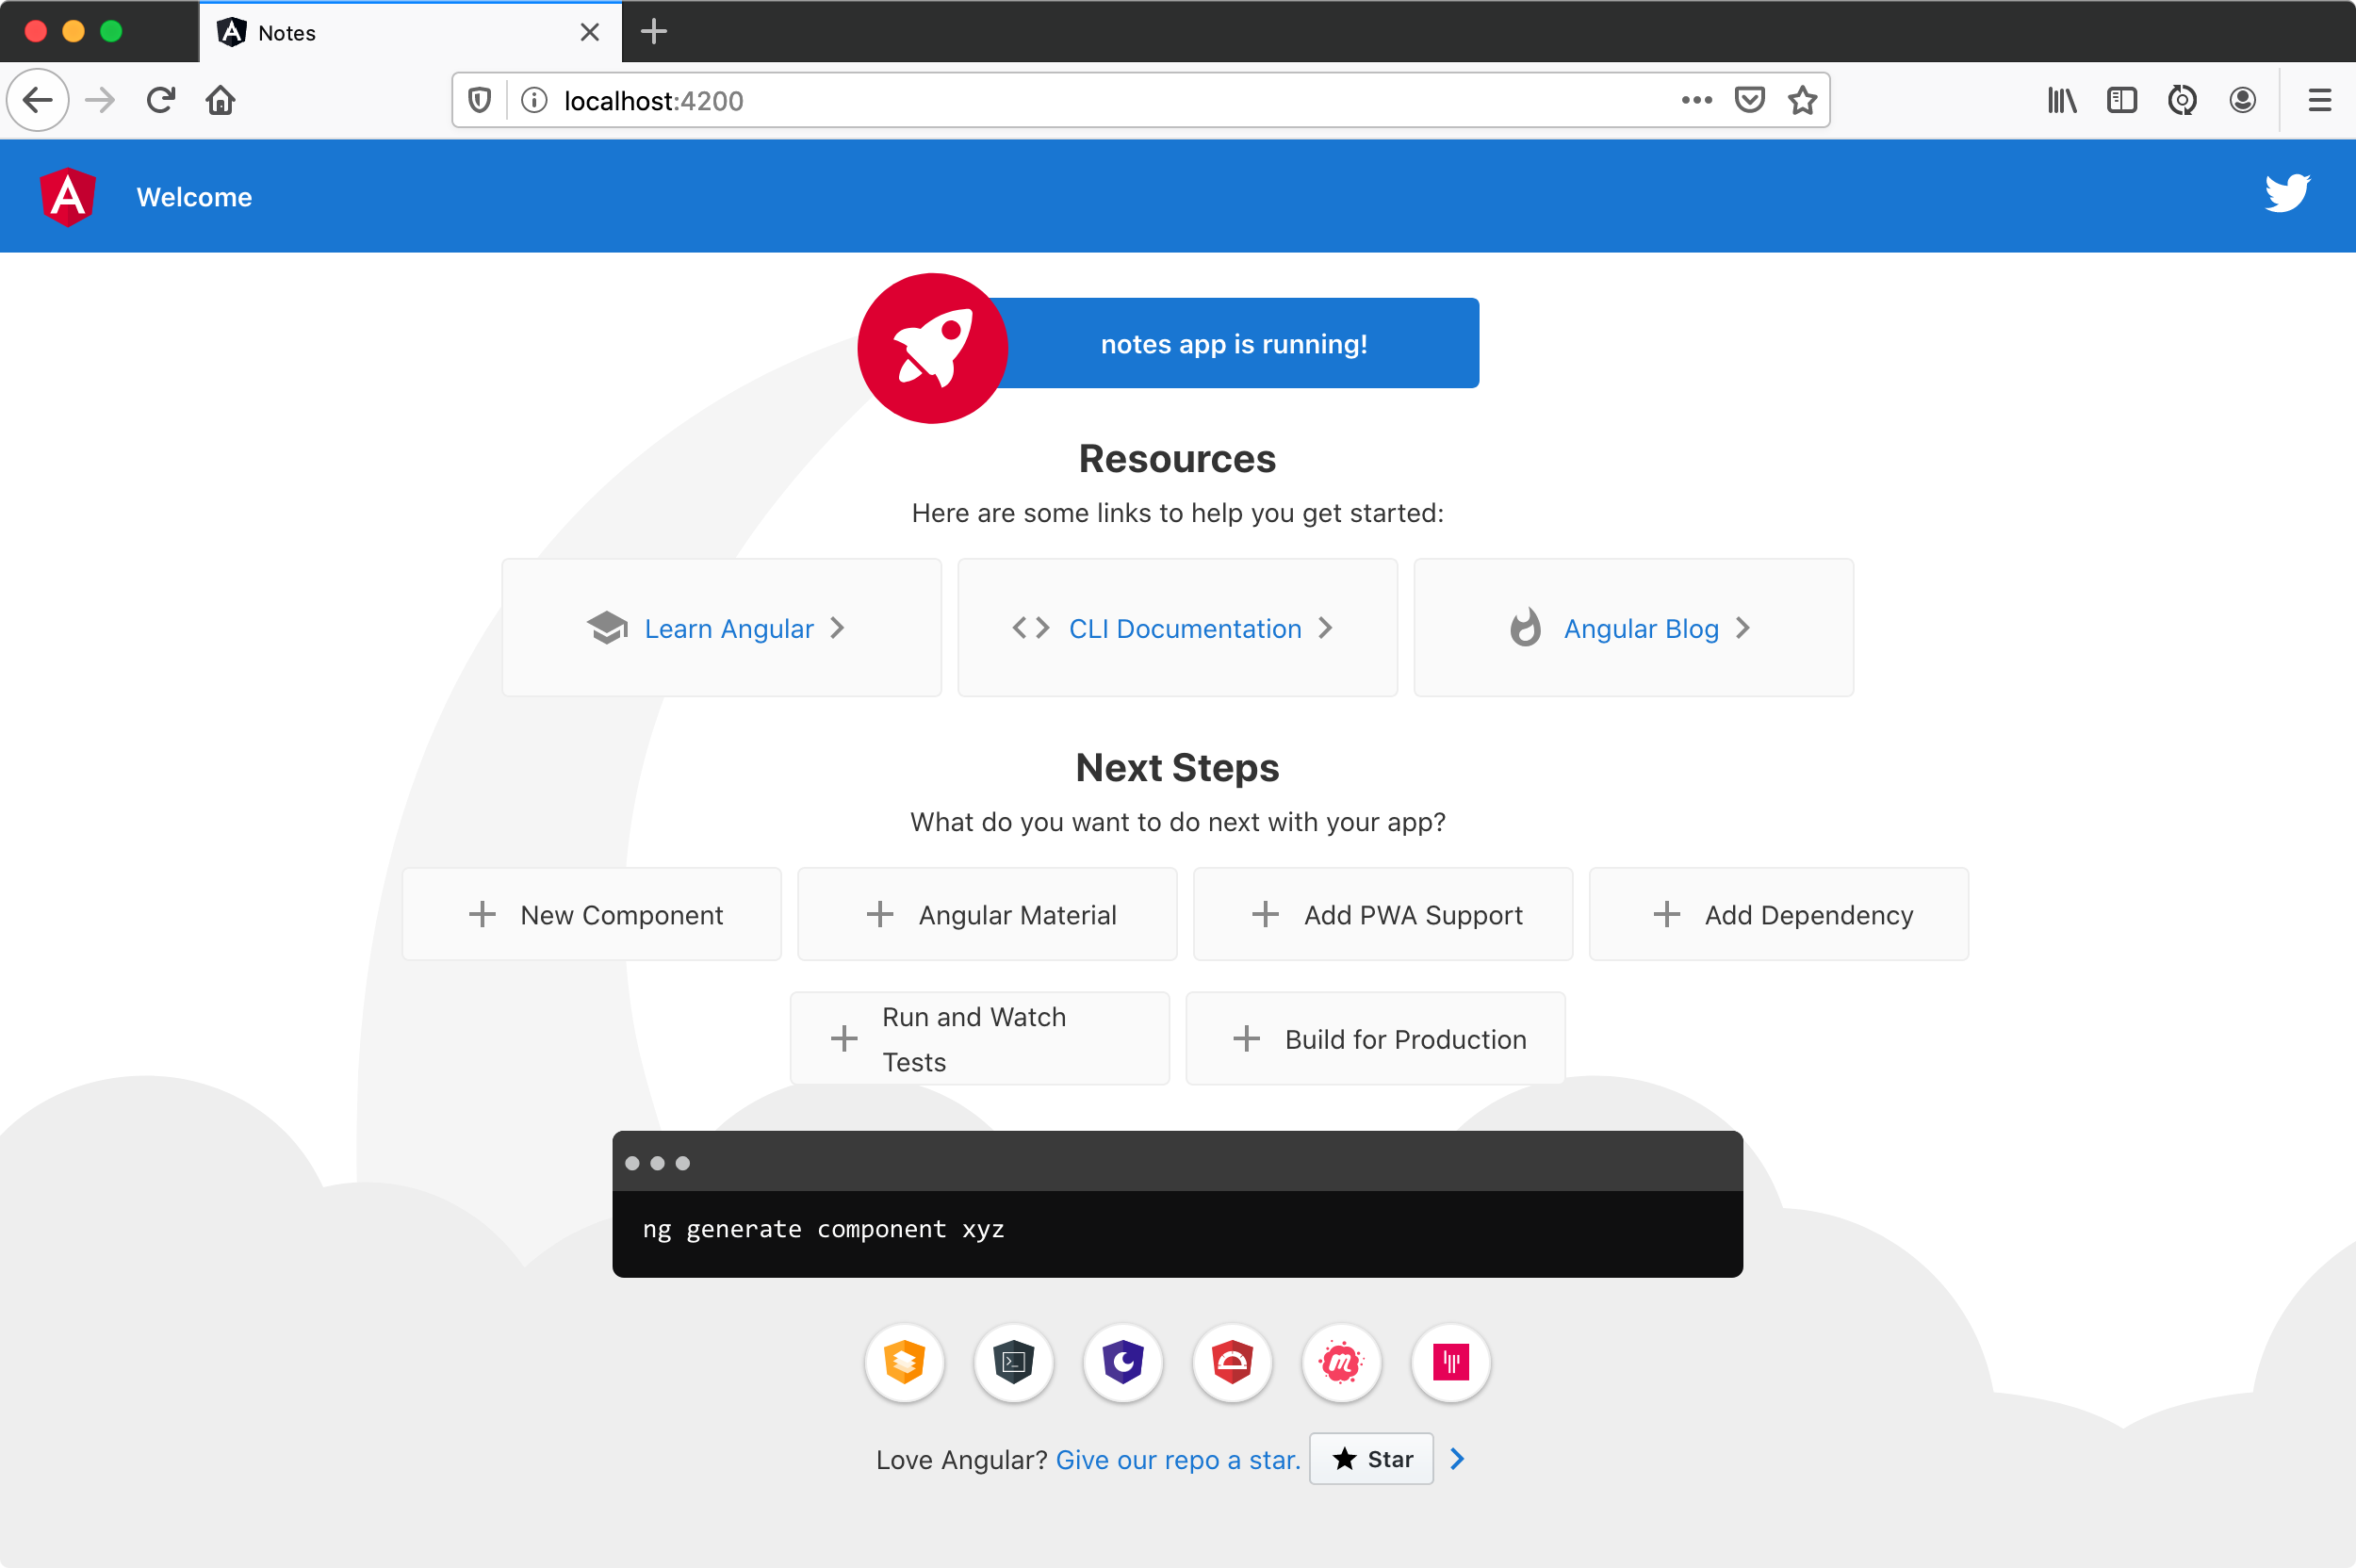 Notes
localhost:4200
Welcome
notes app is running!
Resources
Here are some links to help you get started:
Learn Angular
CLI Documentation
Angular Blog
Next Steps
What do you want to do next with your app?
New Component
Angular Material
Add PWA Support
Add Dependency
Run and Watch
Tests
Build for Production
ng generate component xyz
Love Angular? Give our repo a star. Star